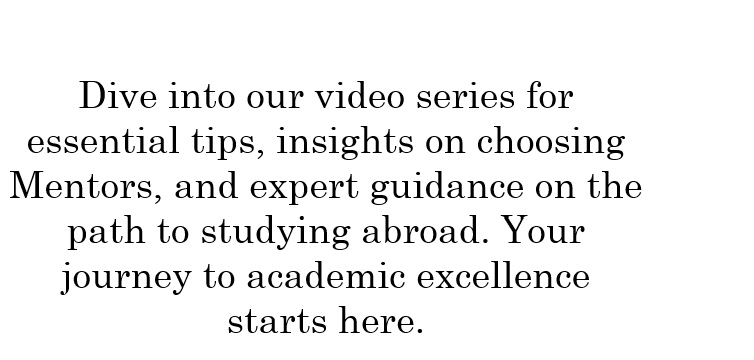 Dive into our video series for
essential tips, insights on choosing
Mentors, and expert guidance on the
path to studying abroad. Your
journey to academic excellence
starts here.